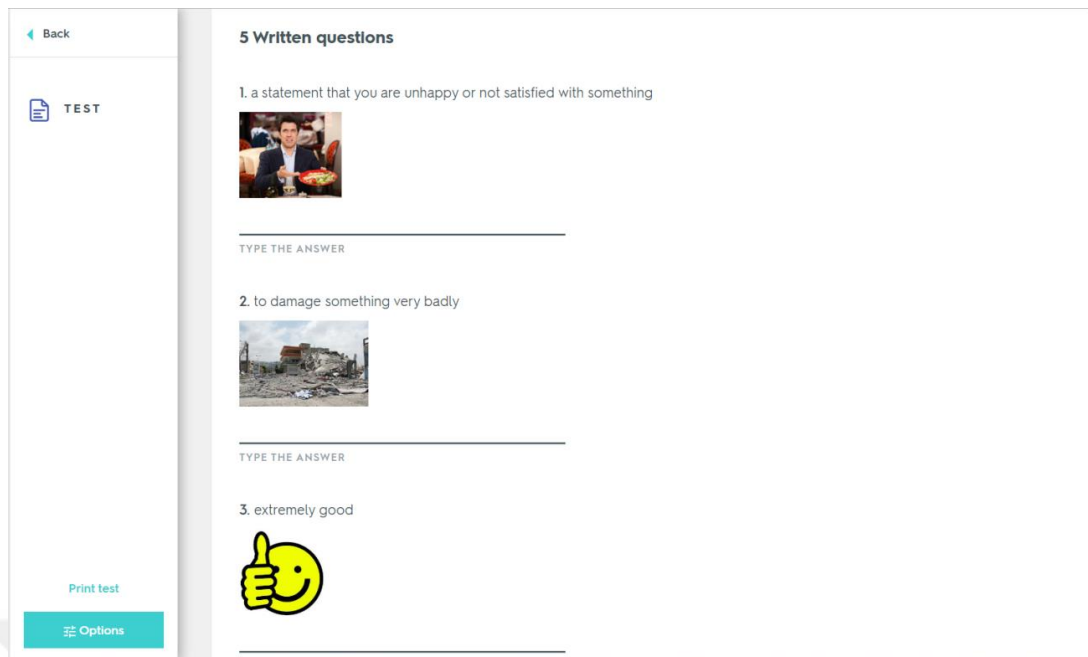 Back
TEST
Print test
Options
5 Written questions
1. a statement that you are unhappy or not satisfied with something
TYPE THE ANSWER
2. to damage something very badly
TYPE THE ANSWER
3. extremely good